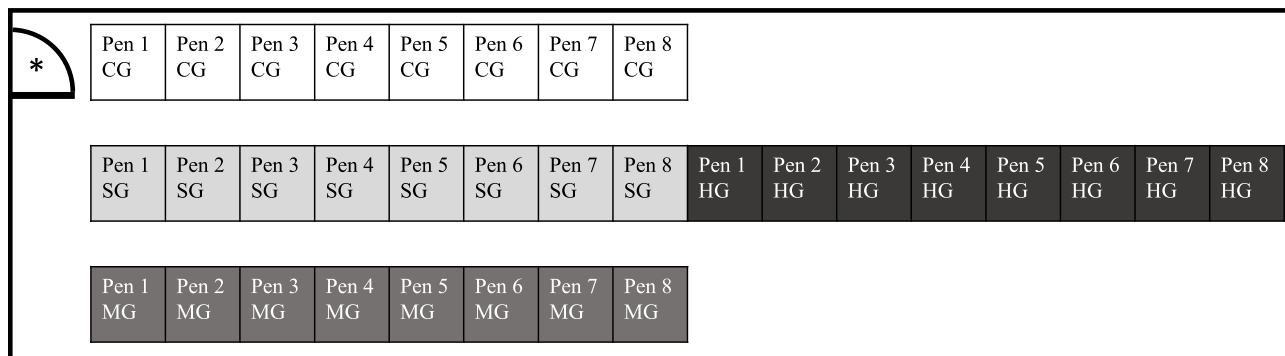 *
Pen 1 Pen 2 Pen 3 Pen 4 Pen 5 Pen 6 Pen 7 Pen 8
CG CG CG CG CG CG CG CG
Pen 1 Pen 2 Pen 3 Pen 4 Pen 5 Pen 6 Pen 7 Pen 8 Pen 1 Pen 2 Pen 3 Pen 4 Pen 5 Pen 6 Pen 7 Pen 8
SG SG SG SG SG SG SG SG HG HG HG HG HG HG HG HG
Pen 1 Pen 2 Pen 3 Pen 4 Pen 5 Pen 6 Pen 7 Pen 8
MG MG MG MG MG MG MG MG